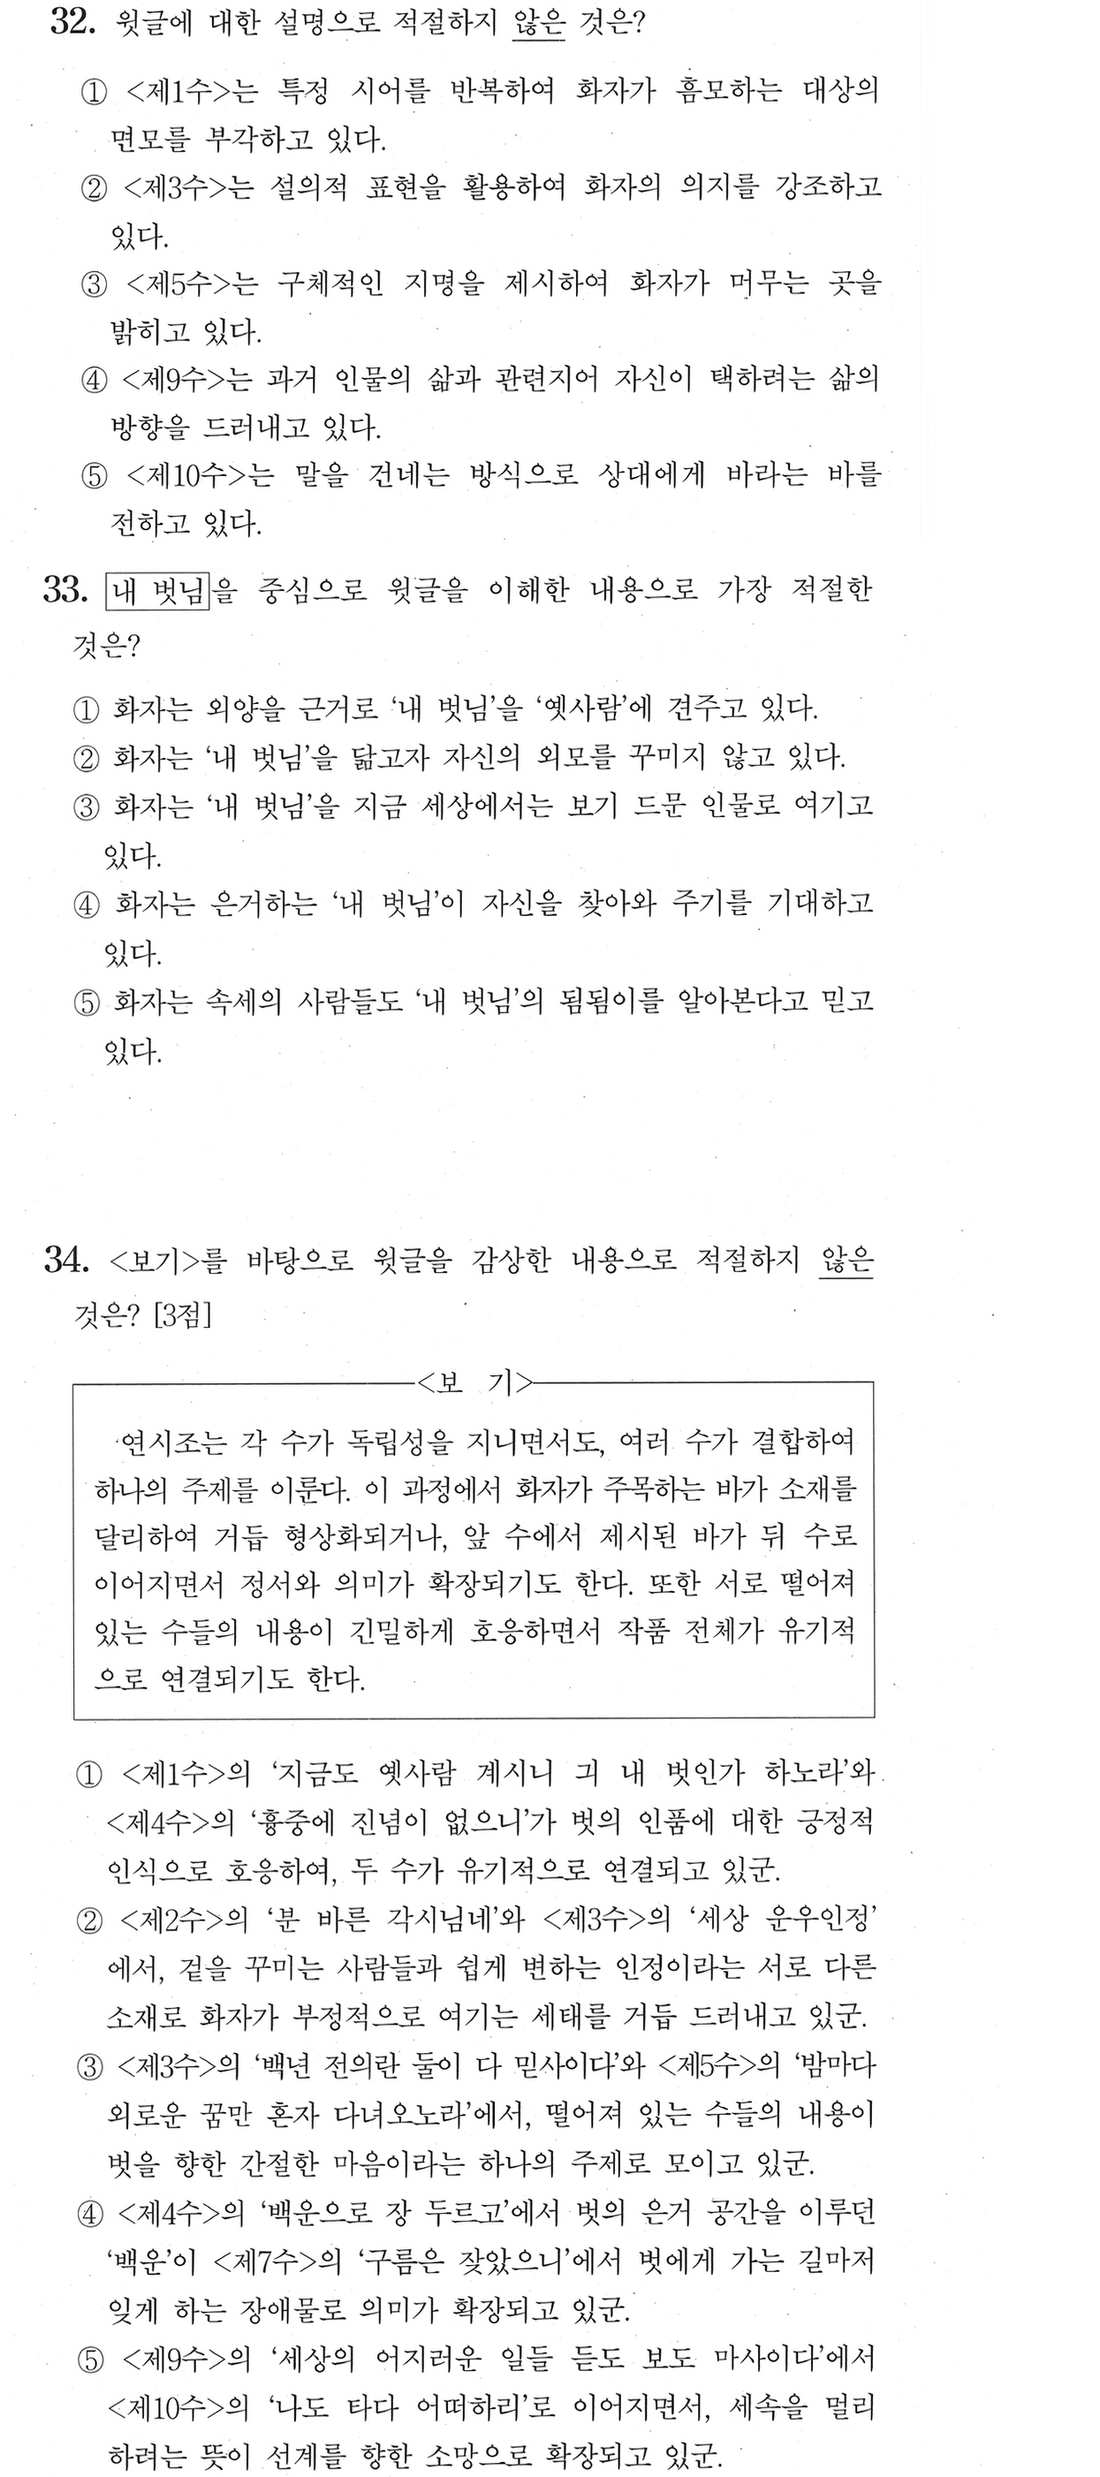 32. 윗글에 대한 설명으로 적절하지 않은 것은?
① <제1수>는 특정 시어를 반복하여 화자가 흠모하는 대상의
면모를 부각하고 있다.
② <제3수>는 설의적 표현을 활용하여 화자의 의지를 강조하고
있다.
③ <제5수>는 구체적인 지명을 제시하여 화자가 머무는 곳을
밝히고 있다.
④ <제9수>는 과거 인물의 삶과 관련지어 자신이 택하려는 삶의
방향을 드러내고 있다.
⑤ <제10수>는 말을 건네는 방식으로 상대에게 바라는 바를
전하고 있다.
33. 내 벗님을 중심으로 윗글을 이해한 내용으로 가장 적절한
것은?
① 화자는 외양을 근거로 ‘내 벗님’을 ‘옛사람’에 견주고 있다.
② 화자는 ‘내 벗님’을 닮고자 자신의 외모를 꾸미지 않고 있다.
③ 화자는 ‘내 벗님’을 지금 세상에서는 보기 드문 인물로 여기고
있다.
④ 화자는 은거하는 ‘내 벗님’이 자신을 찾아와 주기를 기대하고
있다.
⑤ 화자는 속세의 사람들도 ‘내 벗님’의 됨됨이를 알아본다고 믿고
있다.
34. <보기>를 바탕으로 윗글을 감상한 내용으로 적절하지 않은
것은? [3점]
<보 기>
연시조는 각 수가 독립성을 지니면서도, 여러 수가 결합하여
하나의 주제를 이룬다. 이 과정에서 화자가 주목하는 바가 소재를
달리하여 거듭 형상화되거나, 앞 수에서 제시된 바가 뒤 수로
이어지면서 정서와 의미가 확장되기도 한다. 또한 서로 떨어져
있는 수들의 내용이 긴밀하게 호응하면서 작품 전체가 유기적
으로 연결되기도 한다.
① <제1수>의 ‘지금도 옛사람 계시니 긔 내 벗인가 하노라’와
<제4수>의 ‘흉중에 진념이 없으니’가 벗의 인품에 대한 긍정적
인식으로 호응하여, 두 수가 유기적으로 연결되고 있군.
② <제2수>의 ‘분 바른 각시님네’와 <제3수>의 ‘세상 운우인정’
에서, 겉을 꾸미는 사람들과 쉽게 변하는 인정이라는 서로 다른
소재로 화자가 부정적으로 여기는 세태를 거듭 드러내고 있군.
③ <제3수>의 ‘백년 전의란 둘이 다 믿사이다’와 <제5수>의 ‘밤마다
외로운 꿈만 혼자 다녀오노라’에서, 떨어져 있는 수들의 내용이
벗을 향한 간절한 마음이라는 하나의 주제로 모이고 있군.
④ <제4수>의 ‘백운으로 장 두르고’에서 벗의 은거 공간을 이루던
‘백운’이 <제7수>의 ‘구름은 잦았으니’에서 벗에게 가는 길마저
잊게 하는 장애물로 의미가 확장되고 있군.
⑤ <제9수>의 ‘세상의 어지러운 일들 듣도 보도 마사이다’에서
<제10수>의 ‘나도 타다 어떠하리’로 이어지면서, 세속을 멀리
하려는 뜻이 선계를 향한 소망으로 확장되고 있군.